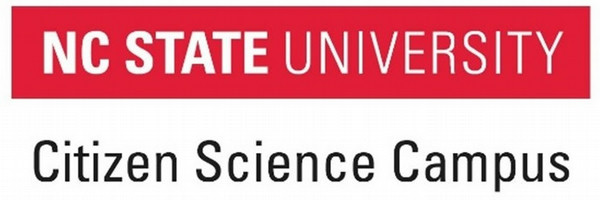 NC STATE UNIVERSITY
Citizen Science Campus